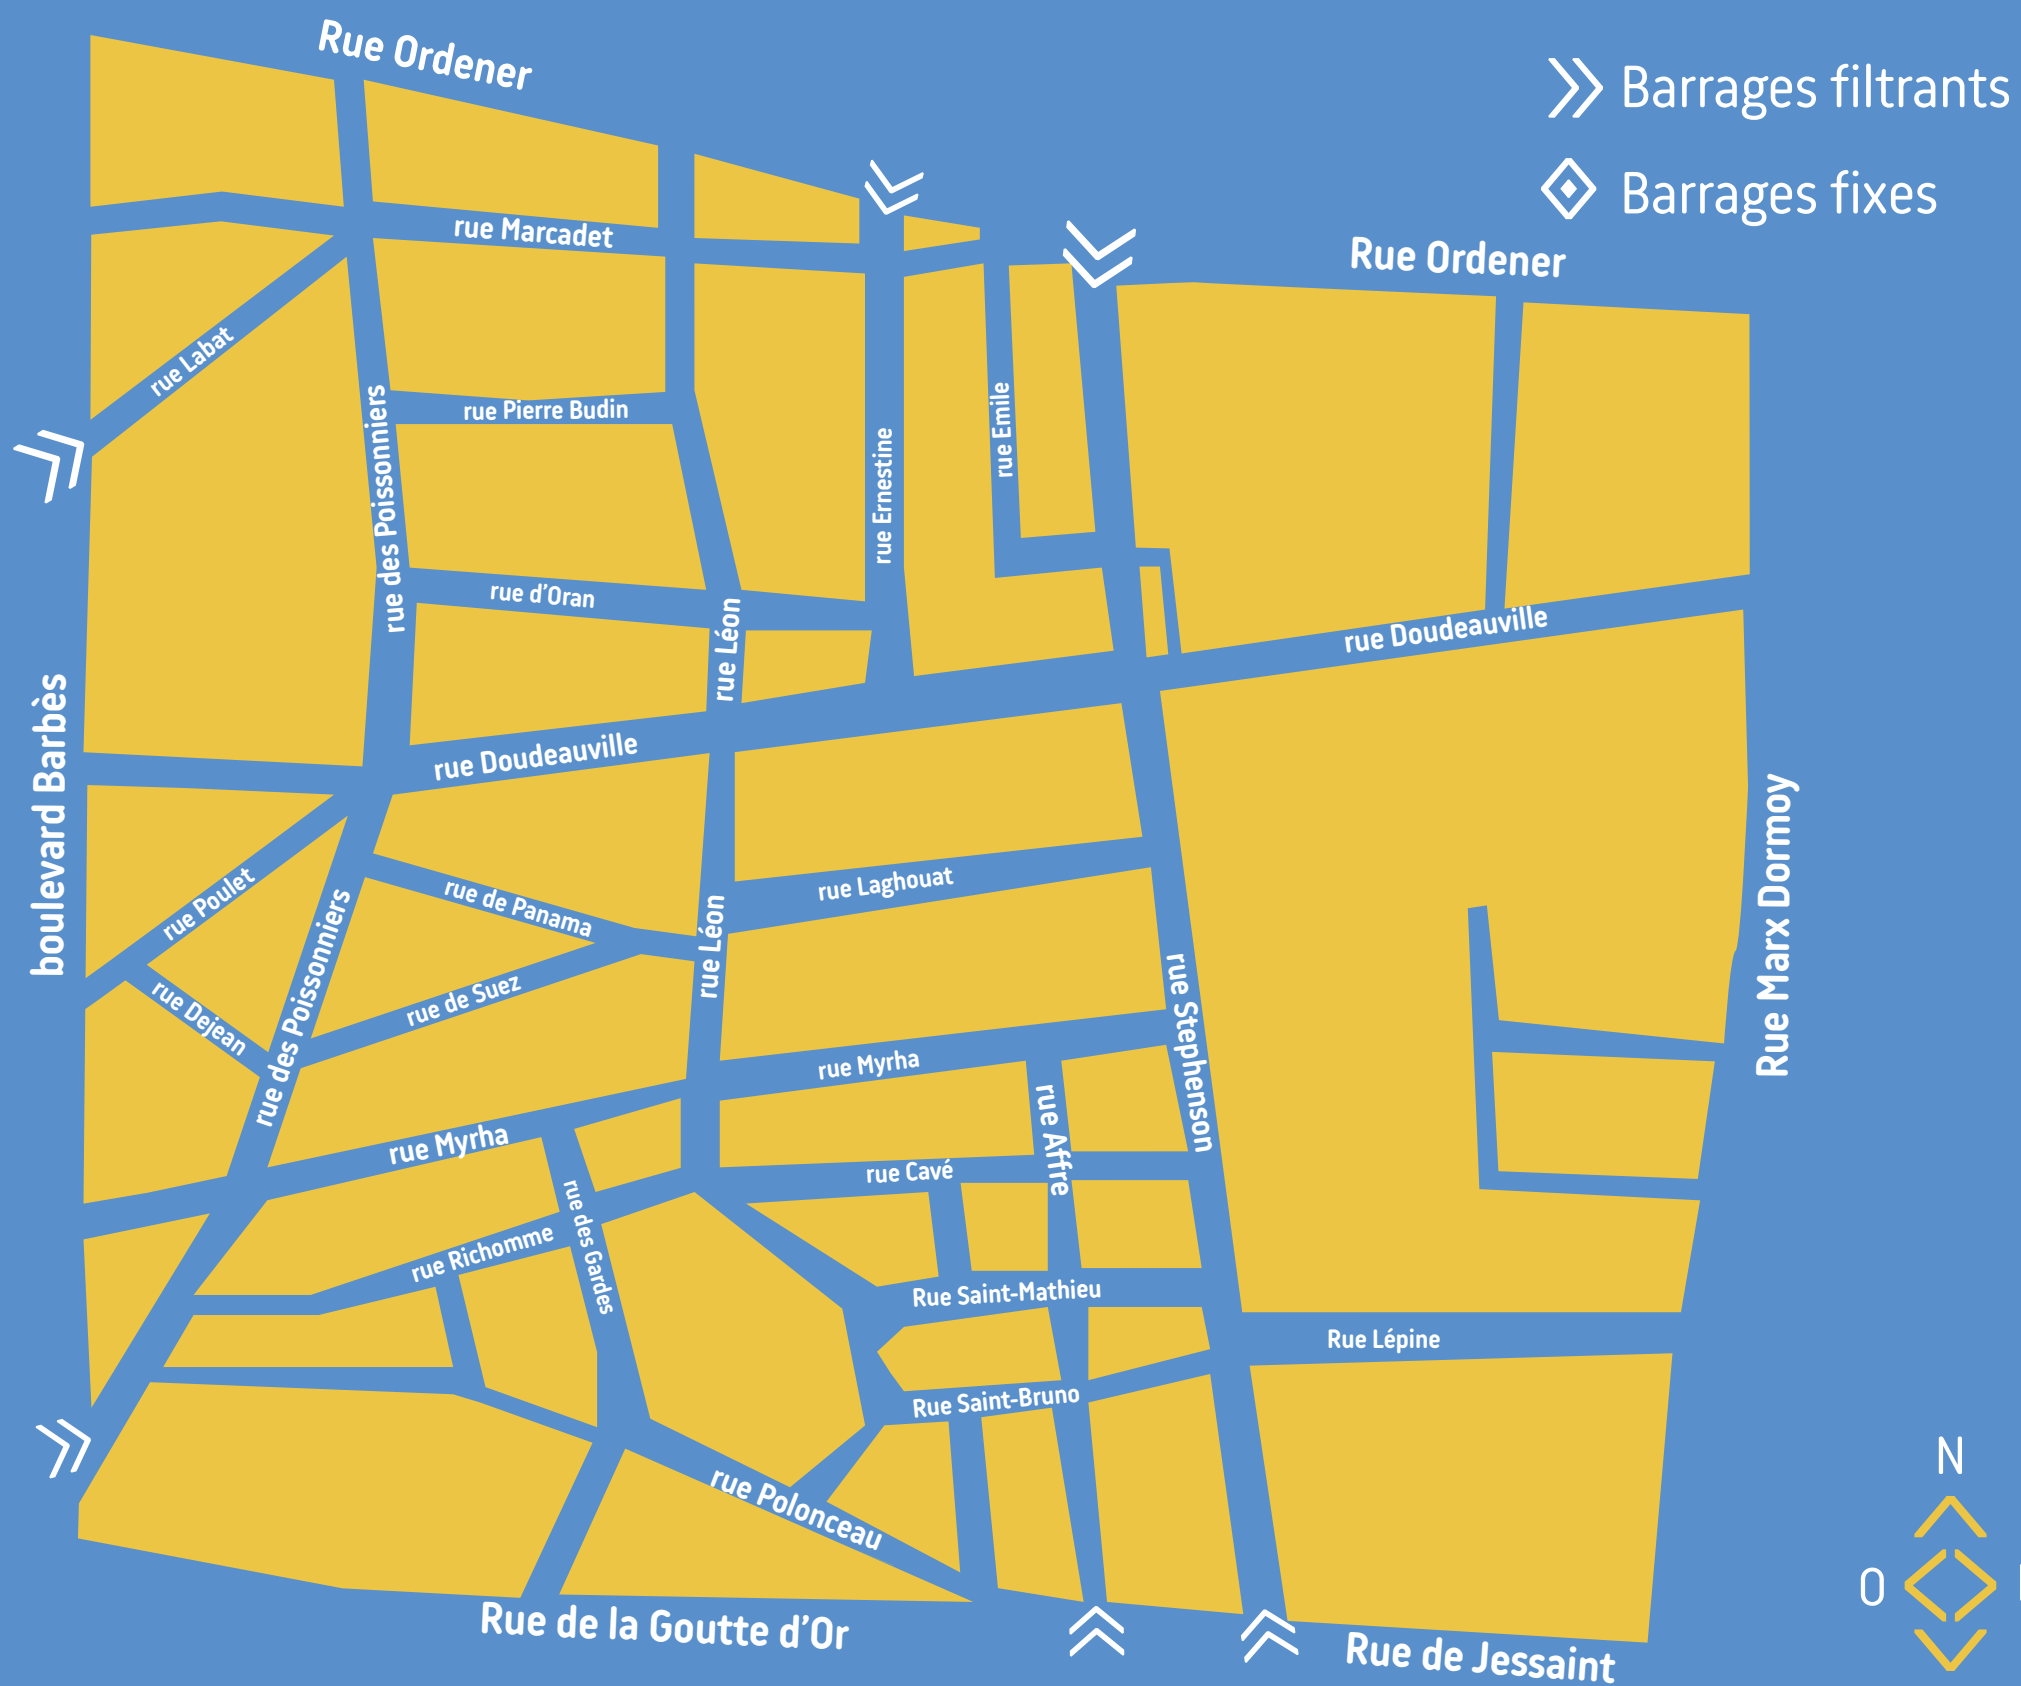 Rue Ordener
Barrages filtrants
Barrages fixes
rue Marcadet
Rue Ordener
rue Labat
rue Pierre Budin
rue des Poissonniers
rue Emile
rue Ernestine
rue d'Oran
rue Léon
rue Doudeauville
boulevard Barbès
rue Doudeauville
rue Poulet
rue de Panama
rue Laghouat
Rue Marx Dormoy
rue Léon
rue des Poissonniers
rue Dejean
rue de Suez
rue Stephenson
rue Myrha
rue Affre
rue Myrha
rue Cavé
rue des Gardes
rue Richomme
Rue Saint-Mathieu
Rue Lépine
Rue Saint-Bruno
rue Polonceau
N
O
Rue de la Goutte d'Or
Rue de Jessaint